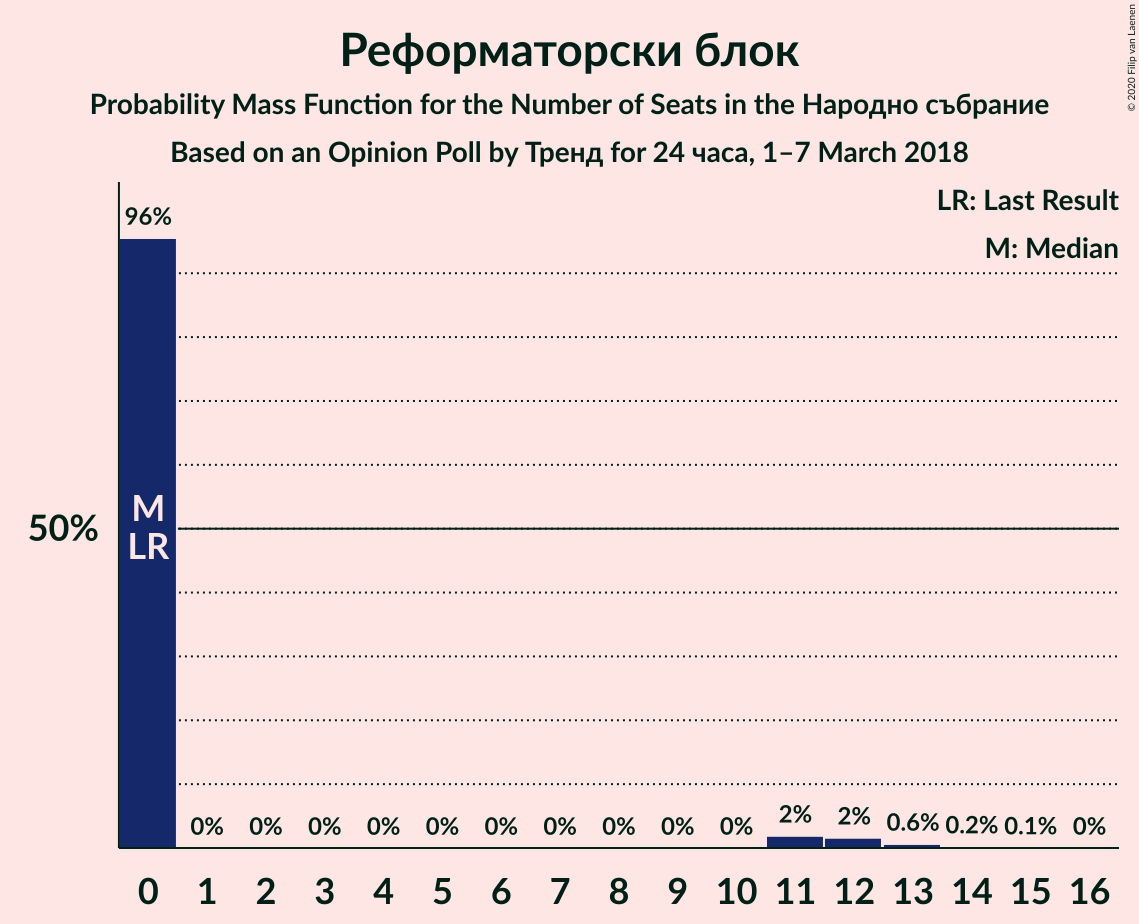 Реформаторски блок
Probability Mass Function for the Number of Seats in the Народно събрание
Based on an Opinion Poll by Тренд for 24 часа, 1–7 March 2018
© 2020 Filip van Laenen
LR: Last Result
M: Median
96%
M
LR
50%
0% 0% 0% 0% 0% 0% 0% 0% 0% 0% 2% 2% 0.6% 0.2% 0.1% 0%
0 1 2 3 4 5 6 7 8 9 10 11 12 13 14 15 16